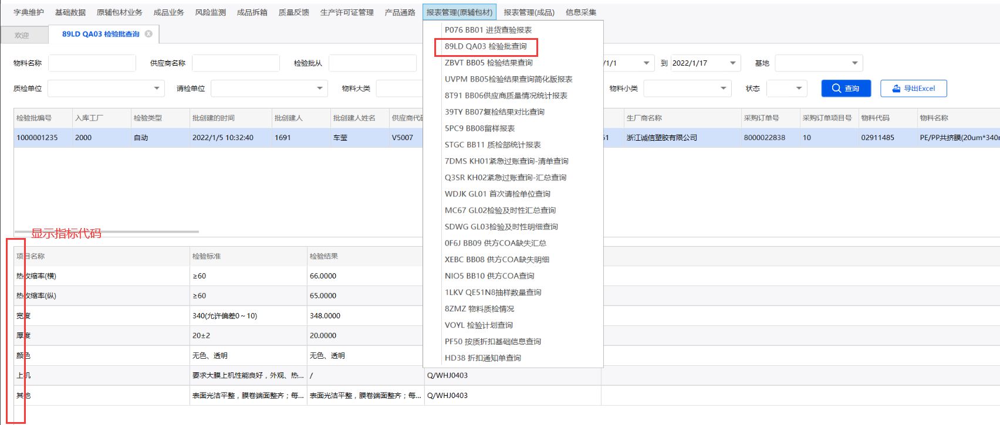 字典维护 基础数据 原辅包材业务 成品业务 风险监测 成品拆箱 质量反馈 生产许可证管理 产品通路 报表管理(原辅包材) 报表管理(成品) 信息采集
欢迎 89LD QA03 检验批查询
P076 BB01 进货查验报表
89LD QA03 检验批查询
ZBVT BB05 检验结果查询
UVPM BB05检验结果查询简化版报表
8T91 BB06供应商质量情况统计报表
39TY BB07复检结果对比查询
5PC9 BB08留样报表
STGC BB11 质检部统计报表
7DMS KH01紧急过账查询-清单查询
Q3SR KH02紧急过账查询-汇总查询
WDJK GL01 首次请检单位查询
MC67 GL02检验及时性汇总查询
SDWG GL03检验及时性明细查询
0F6J BB09 供方COA缺失汇总
XEBC BB08 供方COA缺失明细
NIO5 BB10 供方COA查询
1LKV QE51N8抽样数量查询
8ZMZ 物料质检情况
VOYL 检验计划查询
PF50 按质折扣基础信息查询
HD38 折扣通知单查询
物料名称 供应商名称 检验批从 /1/1 到 2022/1/17 基地
质检单位 请检单位 物料大类 物料小类 状态 查询 导出Excel
检验批编号 入库工厂 检验类型 批创建的时间 批创建人 批创建人姓名 供应商代码 生厂商名称 采购订单号 采购订单项目号 物料代码 物料名称
1000001235 2000 自动 2022/1/5 10:32:40 1691 车莹 V5007 51 浙江诚信塑胶有限公司 8000022838 10 02911485 PE/PP共挤膜(20um*340m
显示指标代码
项目名称 检验标准 检验结果
热收缩率(横) ≥60 66.0000
热收缩率(纵) ≥60 65.0000
宽度 340(允许偏差0～10) 348.0000
厚度 20±2 20.0000
颜色 无色、透明 无色、透明
上机 要求大膜上机性能良好，外观、热... / Q/WHJ0403
其他 表面光洁平整，膜卷端面整齐；每... 表面光洁平整，膜卷端面整齐；每... Q/WHJ0403